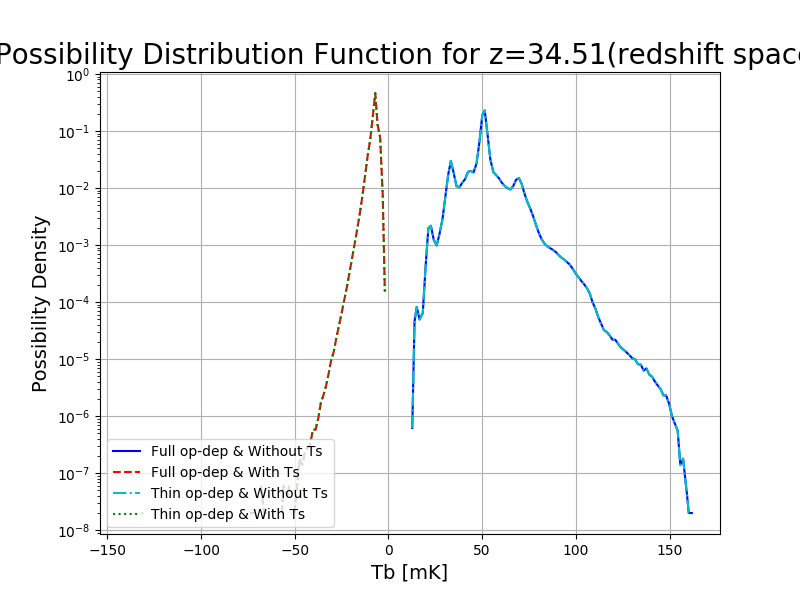 Possibility Distribution Function for z=34.51(redshift space
10⁰
10⁻¹
10⁻²
10⁻³
10⁻⁴
10⁻⁵
10⁻⁶
10⁻⁷
10⁻⁸
Possibility Density
Full op-dep & Without Ts
Full op-dep & With Ts
Thin op-dep & Without Ts
Thin op-dep & With Ts
−150 −100 −50 0 50 100 150
Tb [mK]